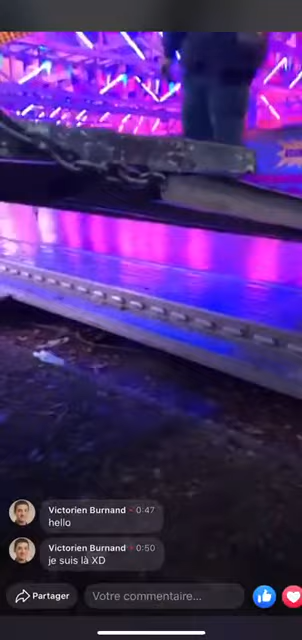 Victorien Burnand · 0:47
hello
Victorien Burnand · 0:50
je suis là XD
Partager
Votre commentaire...